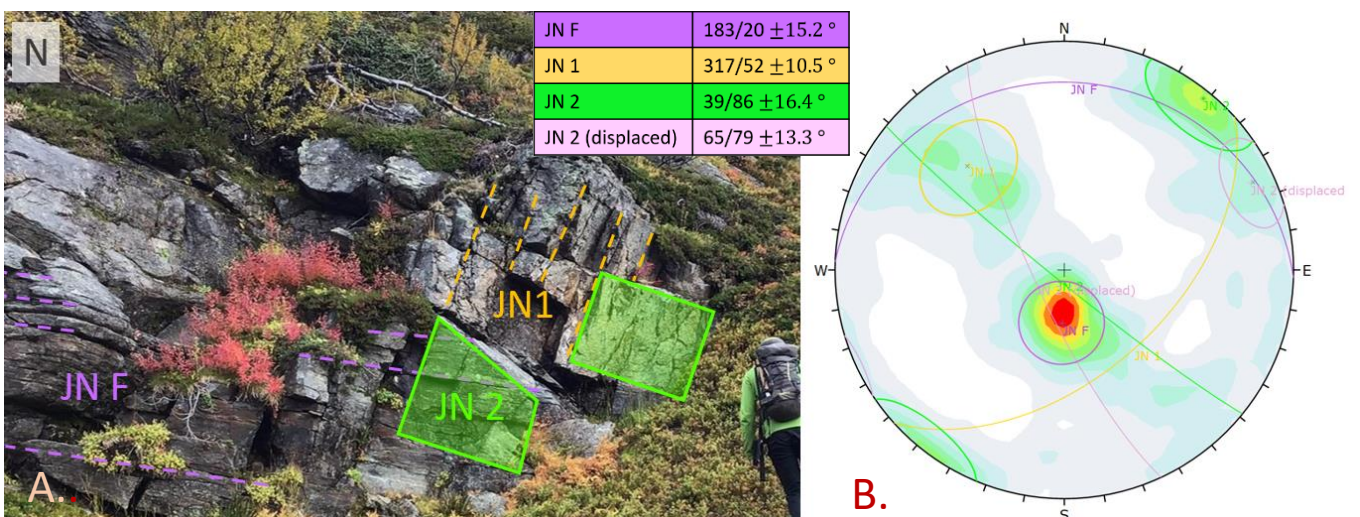 N
JN F 183/20 ±15.2 °
JN 1 317/52 ±10.5 °
JN 2 39/86 ±16.4 °
JN 2 (displaced) 65/79 ±13.3 °
JN1
JN F
JN 2
A..
N
JN F
JN 2
JN
JN 2 (displaced
W
E
displaced)
JN F
JN 1
S
B.